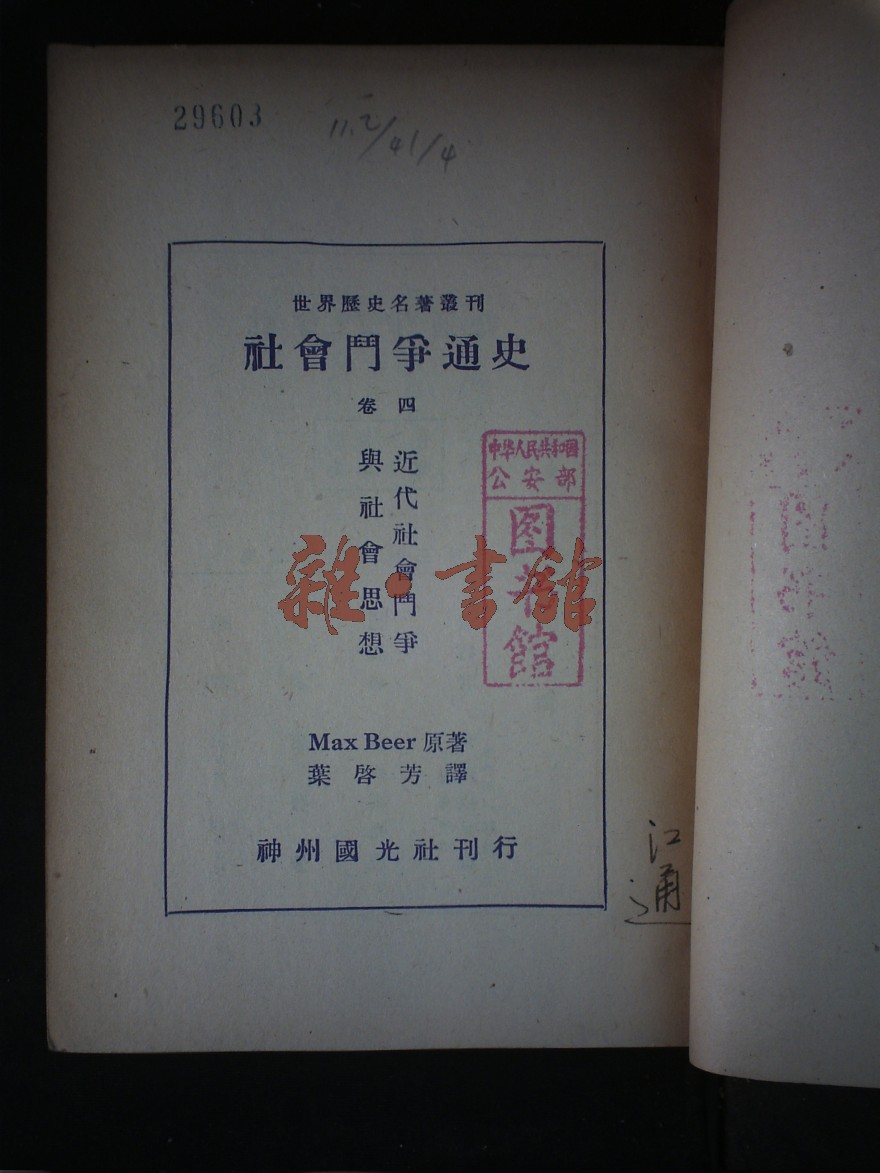 29603
11.2/41/4
世界歷史名著叢刊
社會鬥爭通史
卷四
近代社會鬥爭
與社會思想
中华人民共和国
公安部
图书馆
雜·書館
Max Beer 原著
葉啓芳譯
神州國光社刊行
江
通